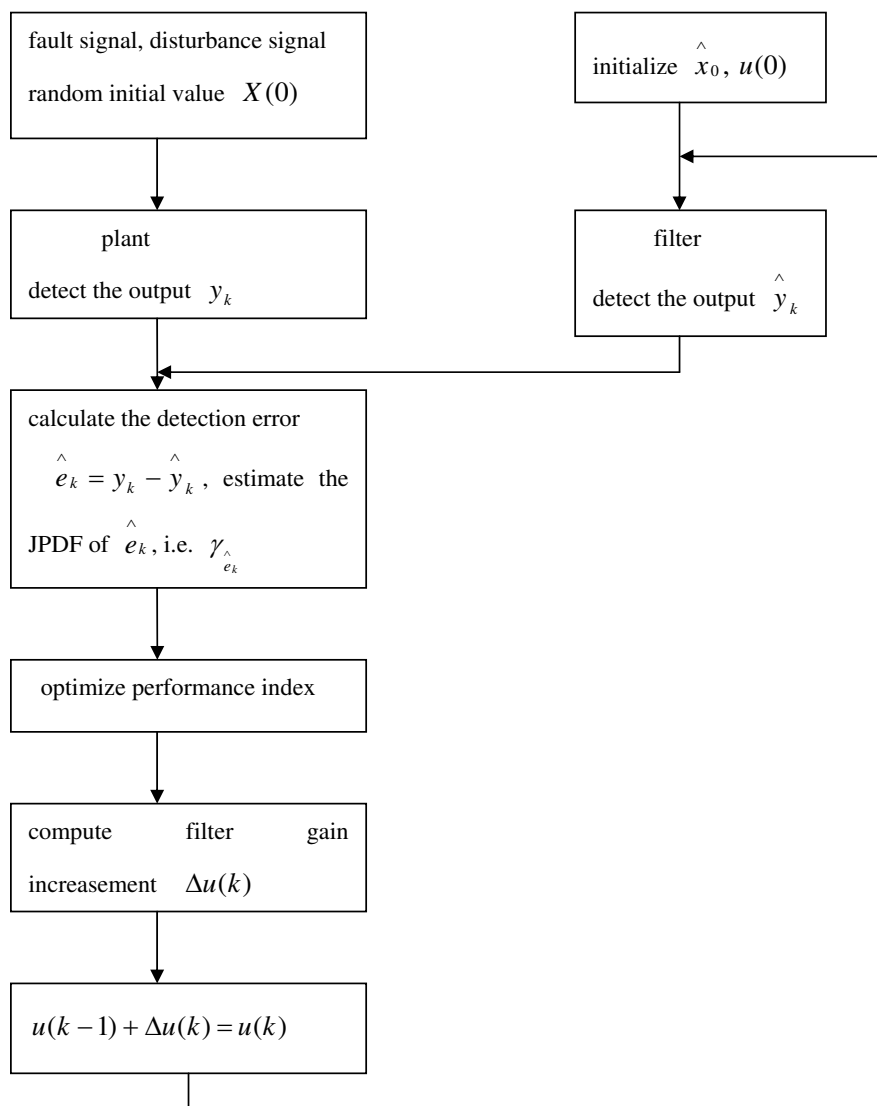 fault signal, disturbance signal
random initial value X(0)
initialize x̂₀, u(0)
plant
detect the output y_k
filter
detect the output ŷ_k
calculate the detection error
ê_k = y_k − ŷ_k , estimate the
JPDF of ê_k , i.e. γ_{ê_k}
optimize performance index
compute filter gain
increasement Δu(k)
u(k−1) + Δu(k) = u(k)